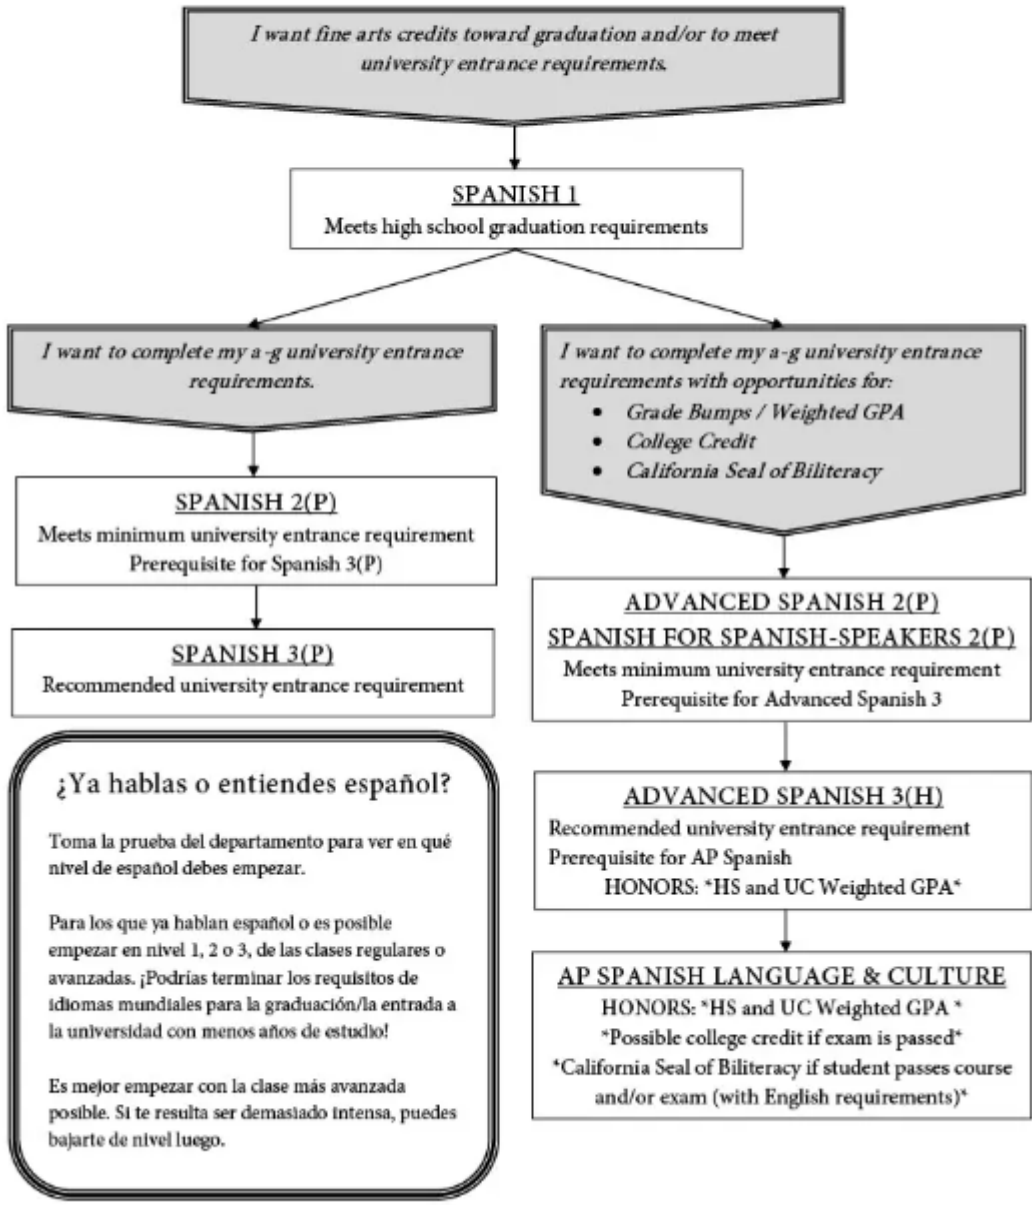 I want fine arts credits toward graduation and/or to meet
university entrance requirements.
SPANISH 1
Meets high school graduation requirements
I want to complete my a -g university entrance
requirements.
SPANISH 2(P)
Meets minimum university entrance requirement
Prerequisite for Spanish 3(P)
SPANISH 3(P)
Recommended university entrance requirement
I want to complete my a-g university entrance
requirements with opportunities for:
• Grade Bumps / Weighted GPA
• College Credit
• California Seal of Biliteracy
ADVANCED SPANISH 2(P)
SPANISH FOR SPANISH-SPEAKERS 2(P)
Meets minimum university entrance requirement
Prerequisite for Advanced Spanish 3
ADVANCED SPANISH 3(H)
Recommended university entrance requirement
Prerequisite for AP Spanish
HONORS: *HS and UC Weighted GPA*
AP SPANISH LANGUAGE & CULTURE
HONORS: *HS and UC Weighted GPA *
*Possible college credit if exam is passed*
*California Seal of Biliteracy if student passes course
and/or exam (with English requirements)*
¿Ya hablas o entiendes español?
Toma la prueba del departamento para ver en qué
nivel de español debes empezar.
Para los que ya hablan español o es posible
empezar en nivel 1, 2 o 3, de las clases regulares o
avanzadas. ¡Podrías terminar los requisitos de
idiomas mundiales para la graduación/la entrada a
la universidad con menos años de estudio!
Es mejor empezar con la clase más avanzada
posible. Si te resulta ser demasiado intensa, puedes
bajarte de nivel luego.